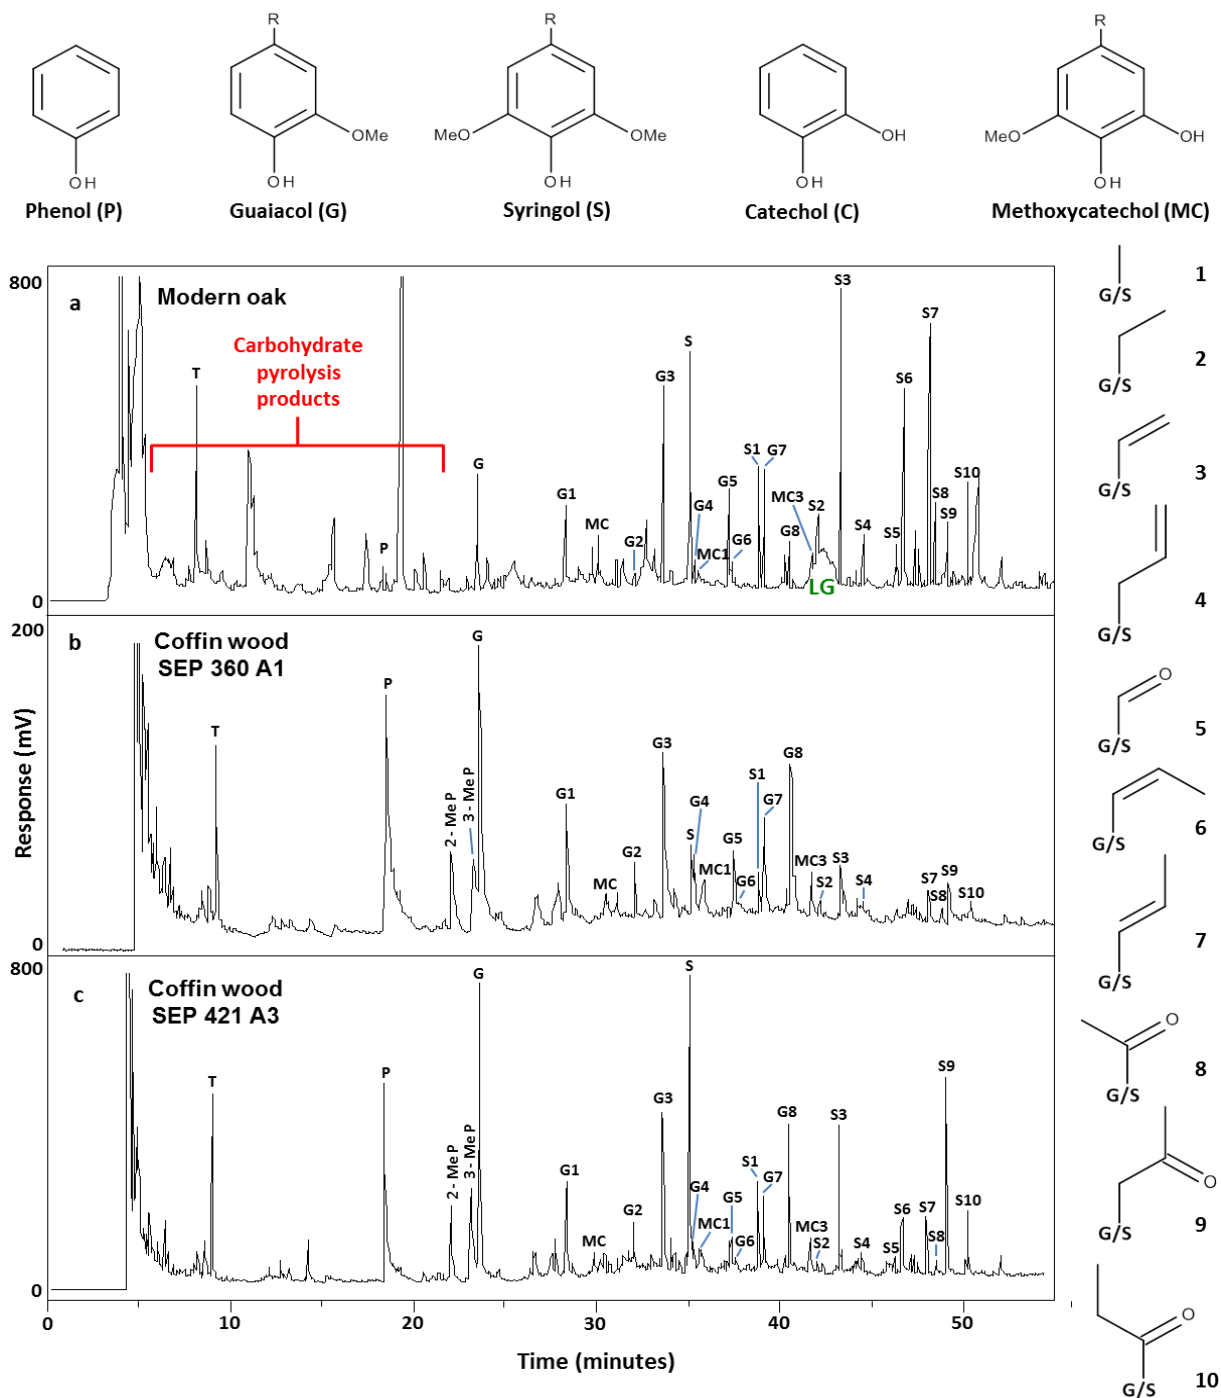 R R R
OMe MeO OMe OH MeO OH
OH OH OH OH OH
Phenol (P) Guaiacol (G) Syringol (S) Catechol (C) Methoxycatechol (MC)
800
a Modern oak
Carbohydrate
pyrolysis
products
T P G G1 MC G2 G3 S G4 MC1 G5 G6 S1 G7 G8 MC3 S2 LG S3 S4 S5 S6 S7 S8 S9 S10
0
200
b Coffin wood
SEP 360 A1
T P 2 - Me P 3 - Me P G G1 MC G2 G3 S G4 MC1 G5 G6 S1 G7 G8 MC3 S2 S3 S4 S7 S8 S9 S10
0
800
c Coffin wood
SEP 421 A3
T P 2 - Me P 3 - Me P G G1 MC G2 G3 S G4 MC1 G5 G6 S1 G7 G8 MC3 S2 S3 S4 S5 S6 S7 S8 S9 S10
0
Response (mV)
0 10 20 30 40 50
Time (minutes)
G/S 1
G/S 2
G/S 3
G/S 4
O G/S 5
G/S 6
G/S 7
O G/S 8
O G/S 9
O G/S 10